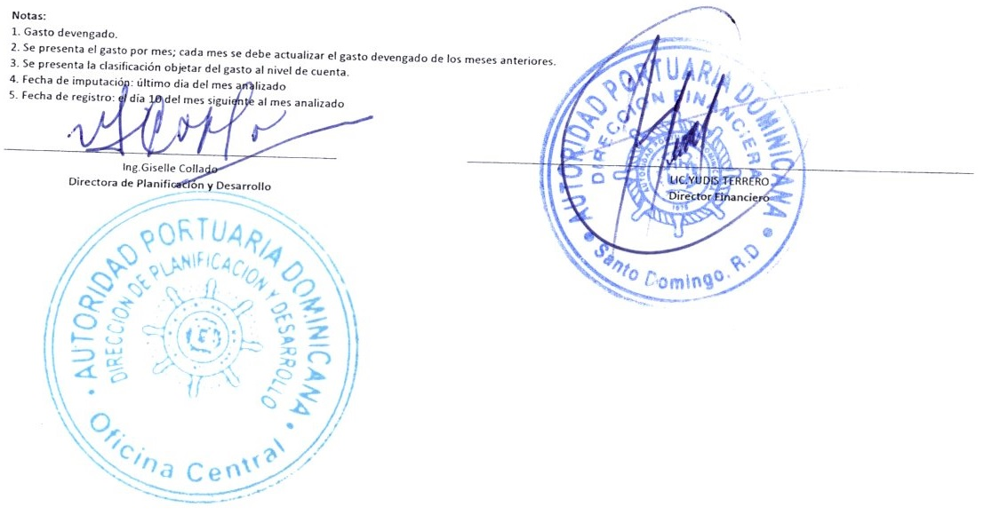 Notas:
1. Gasto devengado.
2. Se presenta el gasto por mes; cada mes se debe actualizar el gasto devengado de los meses anteriores.
3. Se presenta la clasificación objetar del gasto al nivel de cuenta.
4. Fecha de imputación: último dia del mes analizado
5. Fecha de registro: el día 10 del mes siguiente al mes analizado
Ing.Giselle Collado
Directora de Planificación y Desarrollo
AUTORIDAD PORTUARIA DOMINICANA
DIRECCION DE PLANIFICACION Y DESARROLLO
Oficina Central
AUTORIDAD PORTUARIA DOMINICANA
DIRECCION FINANCIERA
LIC.YUDIS TERRERO
Director Financiero
Santo Domingo, R.D